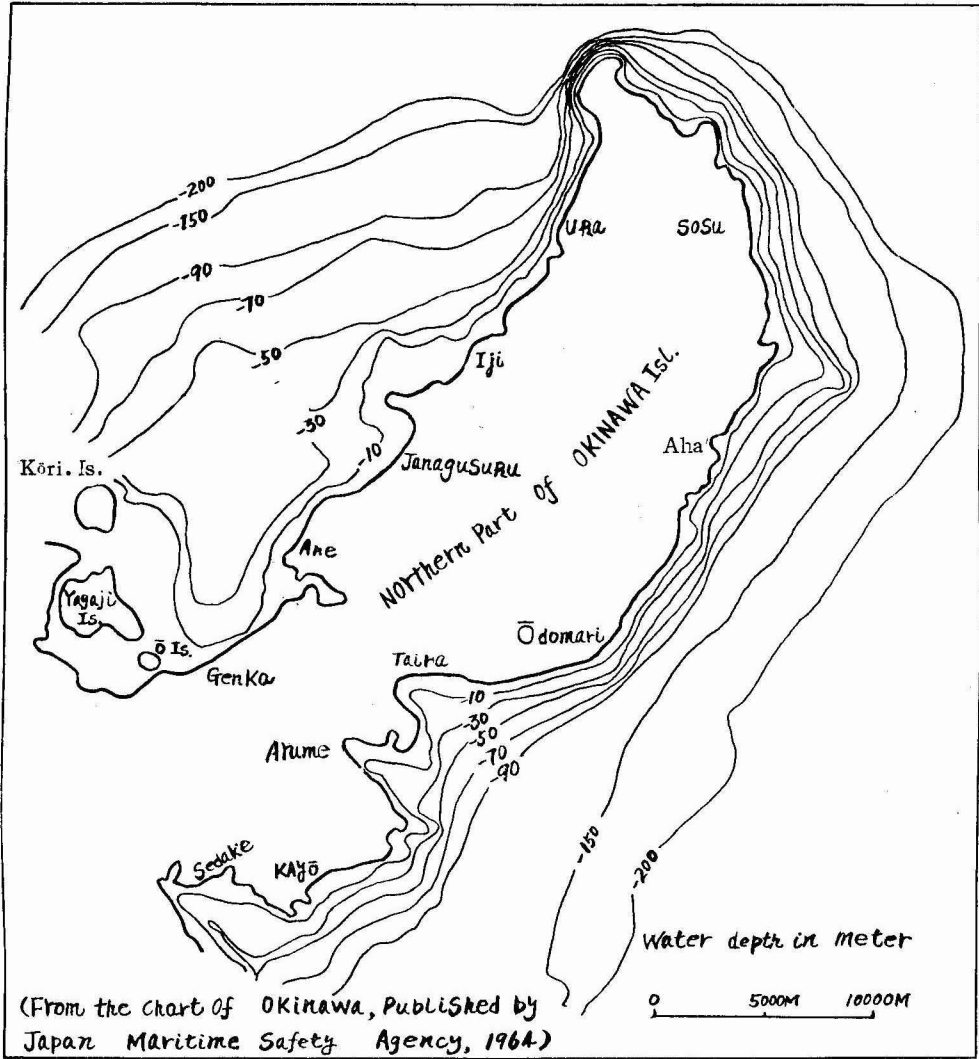 -200
-150
-90
-70
-50
-30
-10
URA
SOSU
Iji
NORTHERN PART OF OKINAWA Isl.
Aha
Janagusuru
Kōri. Is.
Ane
Yagaji
Is.
Ō Is.
Genka
Ōdomari
Taira
-10
-30
-50
-70
-90
Arume
Sedake
KAYŌ
-150
-200
Water depth in meter
0 5000M 10000M
(From the chart of Okinawa, Published by
Japan Maritime Safety Agency, 1964)